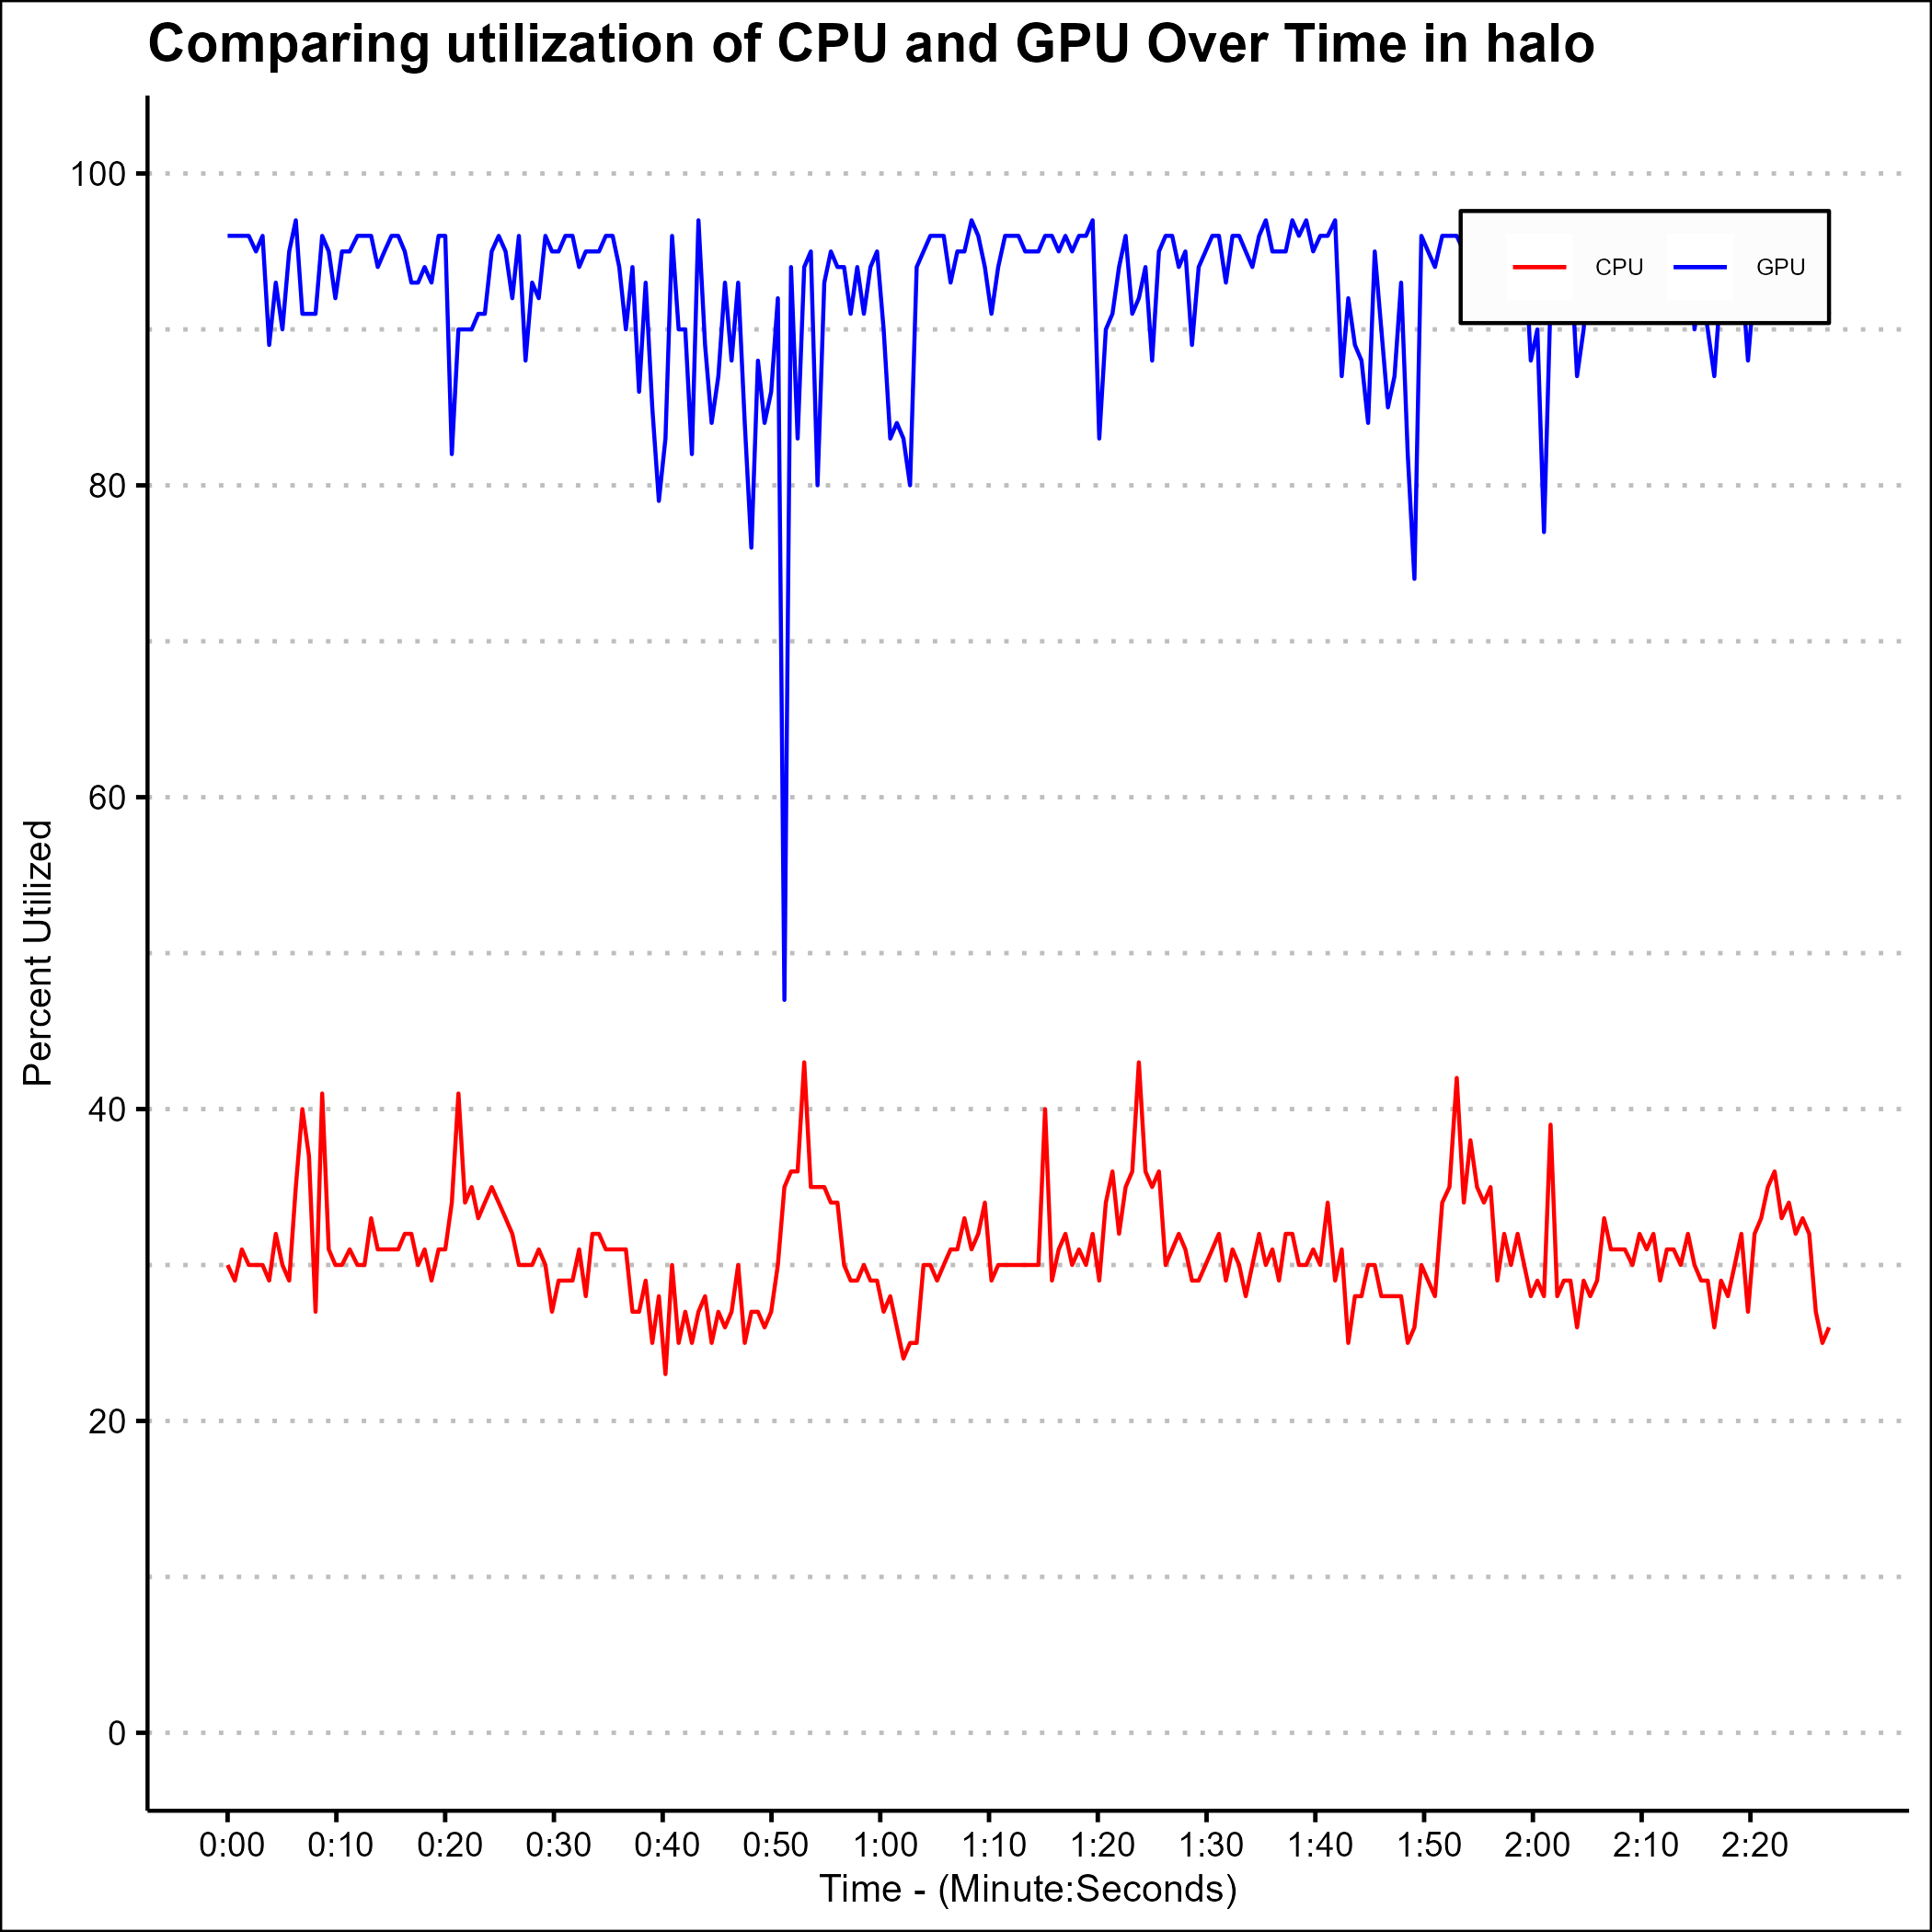 Comparing utilization of CPU and GPU Over Time in halo
100
80
60
40
20
0
Percent Utilized
CPU GPU
0:00 0:10 0:20 0:30 0:40 0:50 1:00 1:10 1:20 1:30 1:40 1:50 2:00 2:10 2:20
Time - (Minute:Seconds)